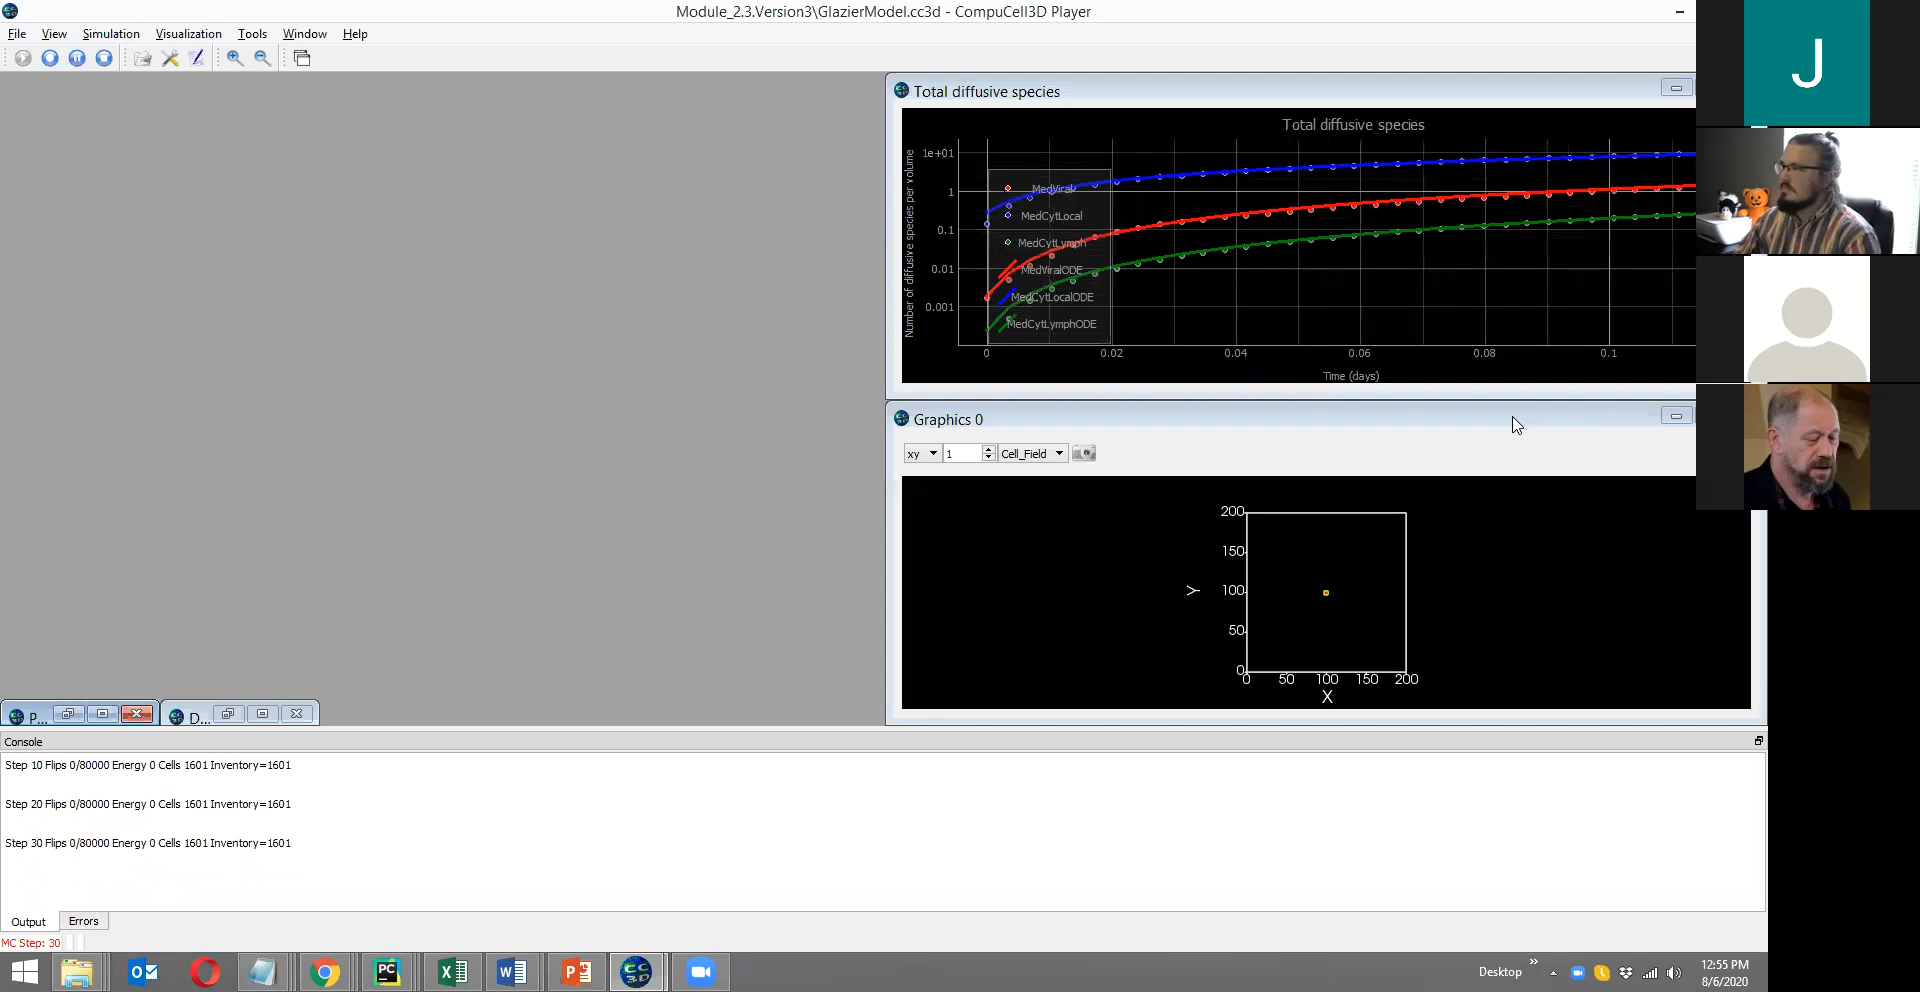 Module_2.3.Version3\GlazierModel.cc3d - CompuCell3D Player
File View Simulation Visualization Tools Window Help
J
Total diffusive species
Total diffusive species
Number of diffusive species per volume
1e+01
1
0.1
0.01
0.001
MedViral
MedCytLocal
MedCytLymph
MedViralODE
MedCytLocalODE
MedCytLymphODE
0 0.02 0.04 0.06 0.08 0.1
Time (days)
Graphics 0
xy 1 Cell_Field
200
150
100
50
0
Y
0 50 100 150 200
X
P... D...
Console
Step 10 Flips 0/80000 Energy 0 Cells 1601 Inventory=1601
Step 20 Flips 0/80000 Energy 0 Cells 1601 Inventory=1601
Step 30 Flips 0/80000 Energy 0 Cells 1601 Inventory=1601
Output Errors
MC Step: 30
PC
CC3D
Desktop
12:55 PM
8/6/2020